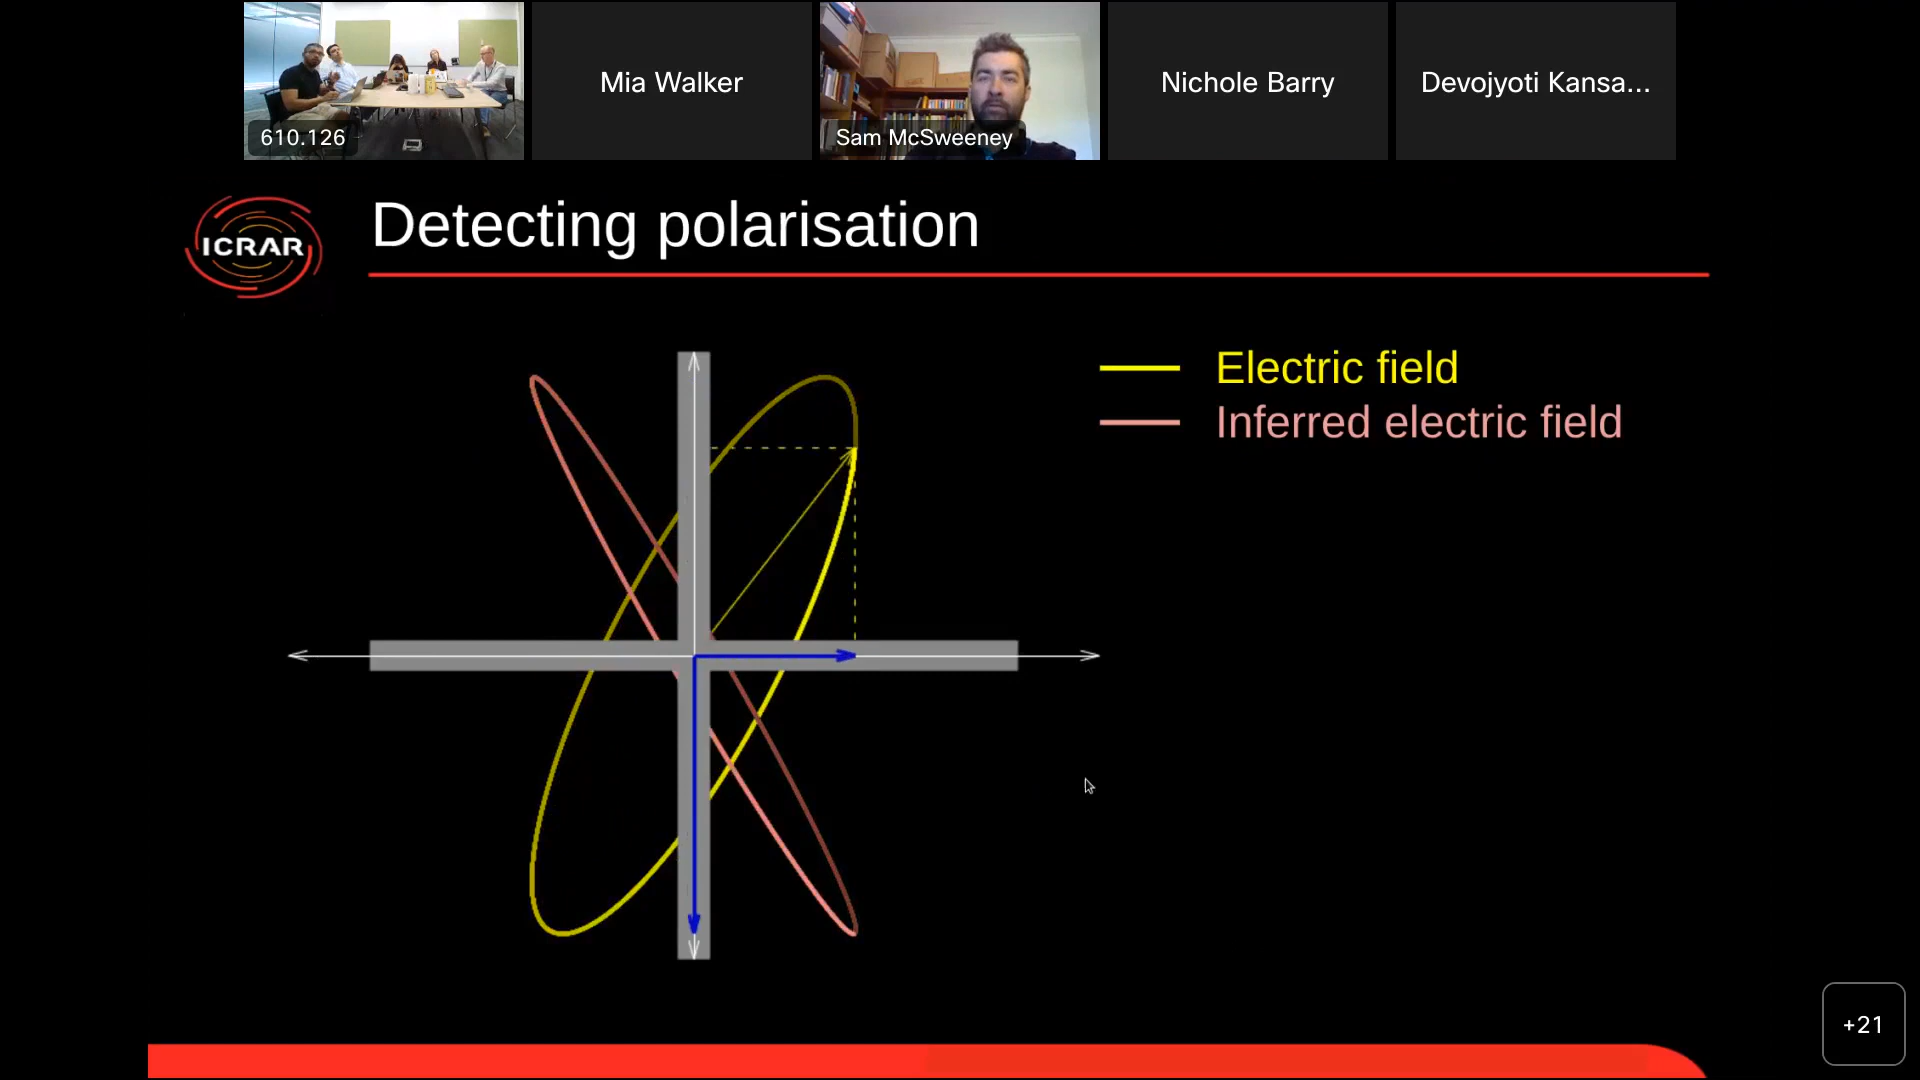 610.126
Mia Walker
Sam McSweeney
Nichole Barry
Devojyoti Kansa...
ICRAR
Detecting polarisation
Electric field
Inferred electric field
+21